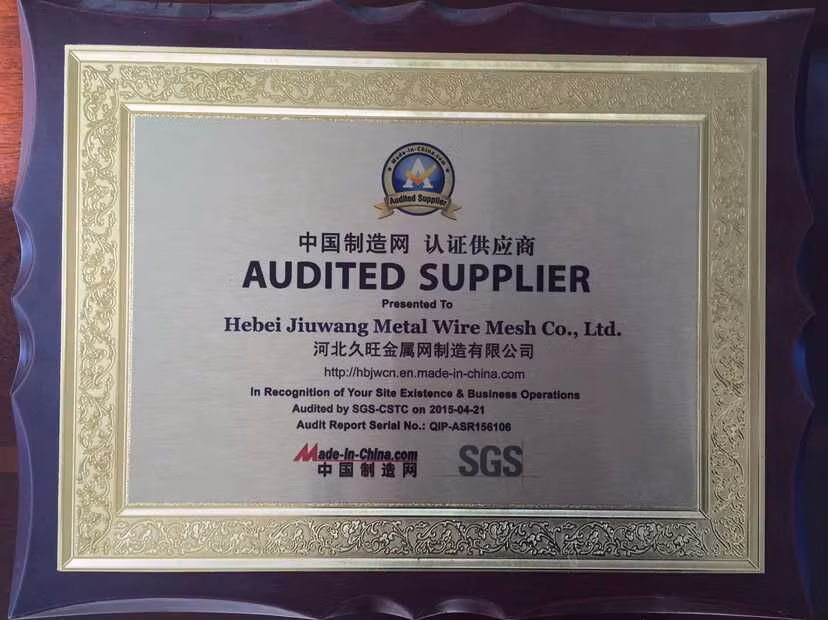 Made-in-China.com
A
Audited Supplier
中国制造网 认证供应商
AUDITED SUPPLIER
Presented To
Hebei Jiuwang Metal Wire Mesh Co., Ltd.
河北久旺金属网制造有限公司
http://hbjwcn.en.made-in-china.com
In Recognition of Your Site Existence & Business Operations
Audited by SGS-CSTC on 2015-04-21
Audit Report Serial No.: QIP-ASR156106
Made-in-China.com
中国制造网
SGS